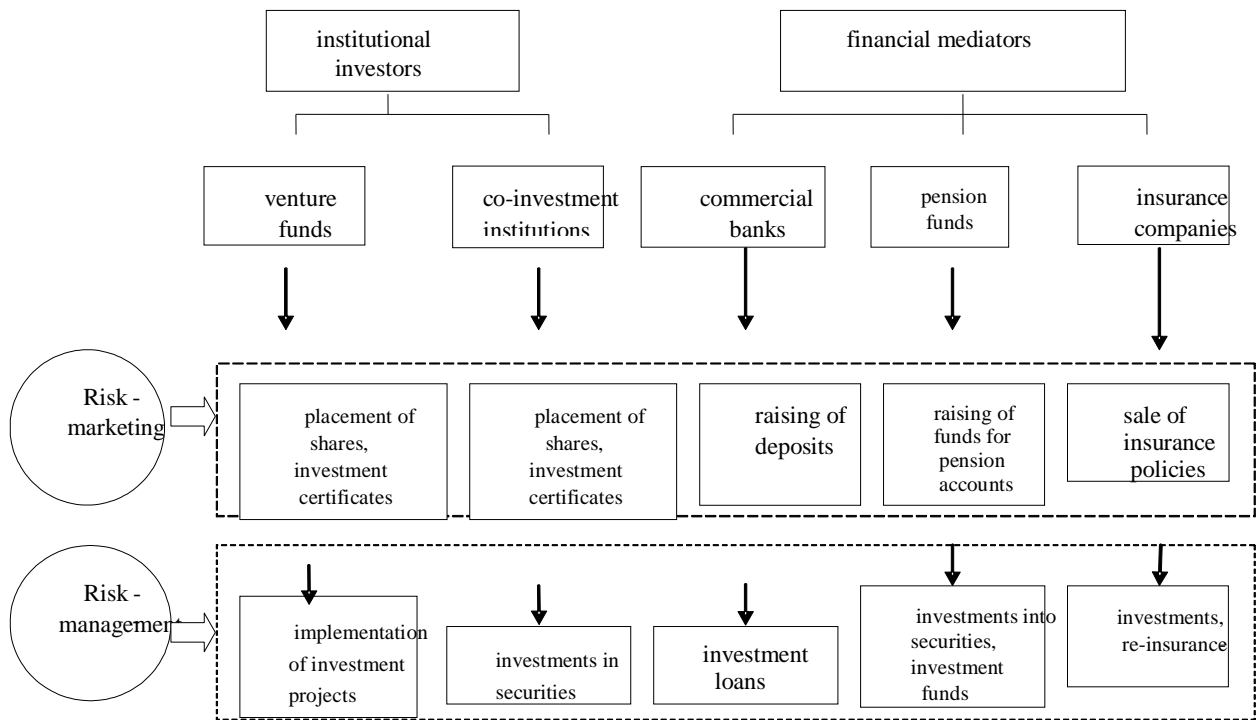 institutional
investors
financial mediators
venture
funds
co-investment
institutions
commercial
banks
pension
funds
insurance
companies
Risk -
marketing
placement of
shares,
investment
certificates
placement of
shares,
investment
certificates
raising of
deposits
raising of
funds for
pension
accounts
sale of
insurance
policies
Risk -
management
implementation
of investment
projects
investments in
securities
investment
loans
investments into
securities,
investment
funds
investments,
re-insurance